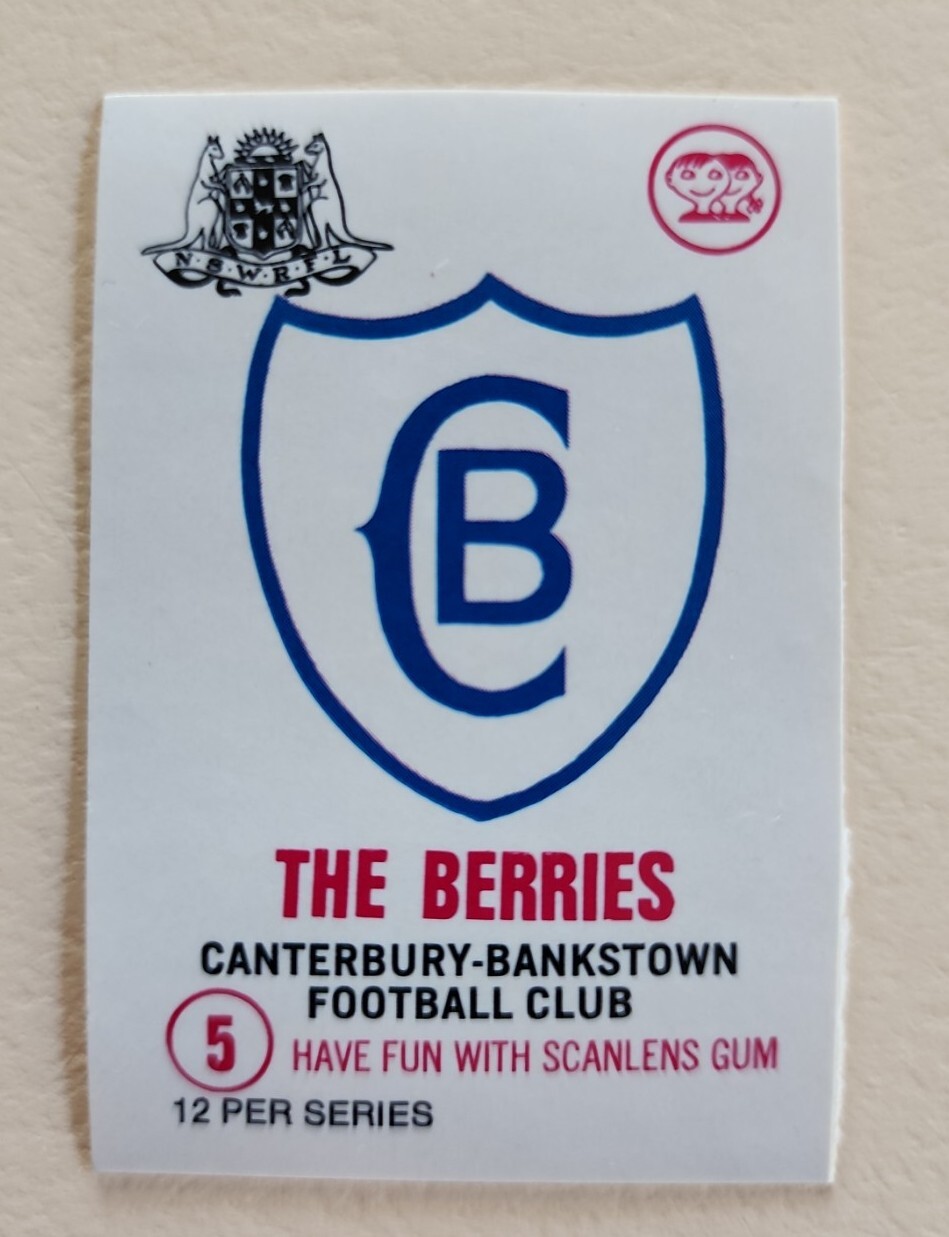 N·S·W·R·F·L
CB
THE BERRIES
CANTERBURY-BANKSTOWN
FOOTBALL CLUB
5 HAVE FUN WITH SCANLENS GUM
12 PER SERIES